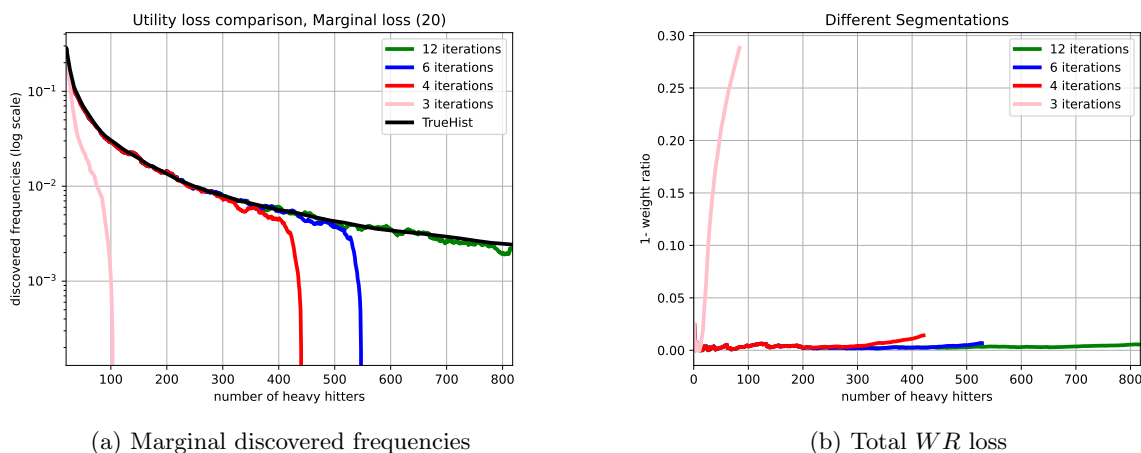 Utility loss comparison, Marginal loss (20)
discovered frequencies (log scale)
10⁻¹
10⁻²
10⁻³
12 iterations
6 iterations
4 iterations
3 iterations
TrueHist
100 200 300 400 500 600 700 800
number of heavy hitters
(a) Marginal discovered frequencies
Different Segmentations
1- weight ratio
0.30
0.25
0.20
0.15
0.10
0.05
0.00
12 iterations
6 iterations
4 iterations
3 iterations
0 100 200 300 400 500 600 700 800
number of heavy hitters
(b) Total WR loss